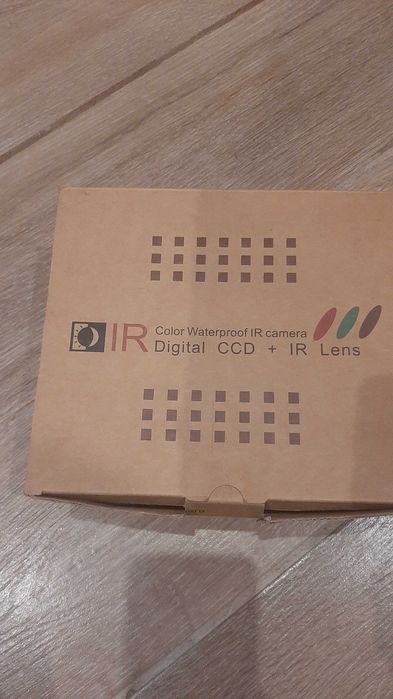 IR
Color Waterproof IR camera
Digital CCD + IR Lens